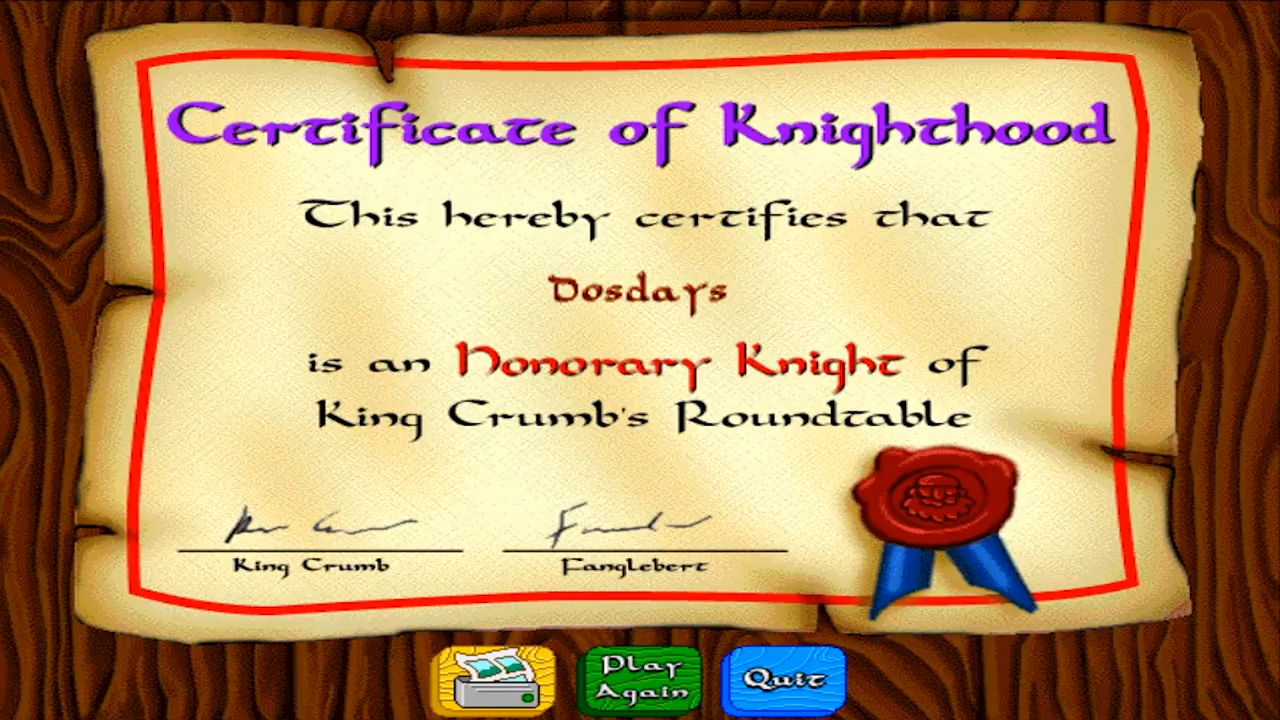 Certificate of Knighthood
This hereby certifies that
Dosdays
is an Honorary Knight of
King Crumb's Roundtable
King Crumb
Fanglebert
Play
Again
Quit